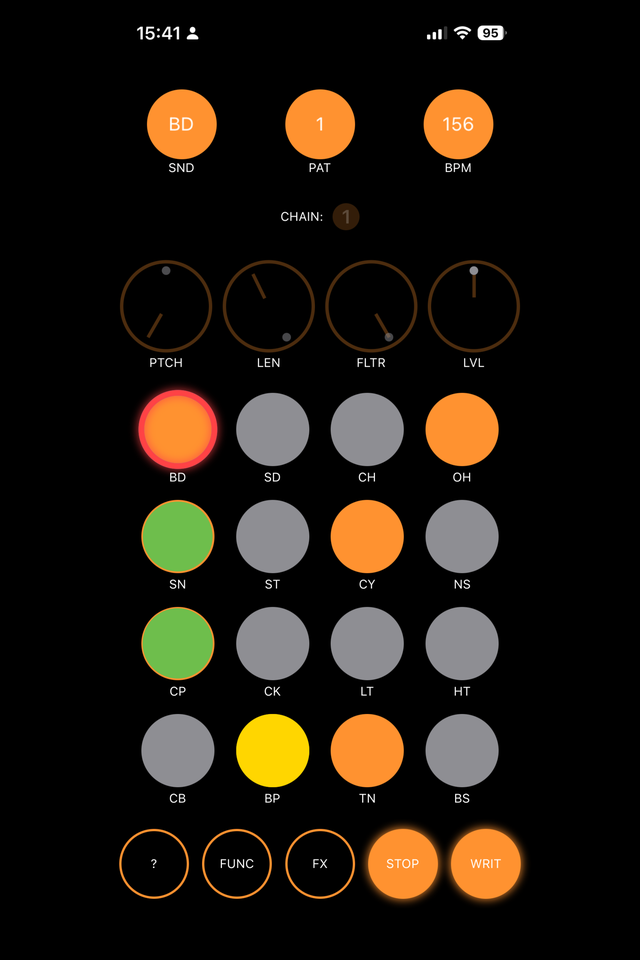 15:41 95
BD 1 156
SND PAT BPM
CHAIN: 1
PTCH LEN FLTR LVL
BD SD CH OH
SN ST CY NS
CP CK LT HT
CB BP TN BS
? FUNC FX STOP WRIT